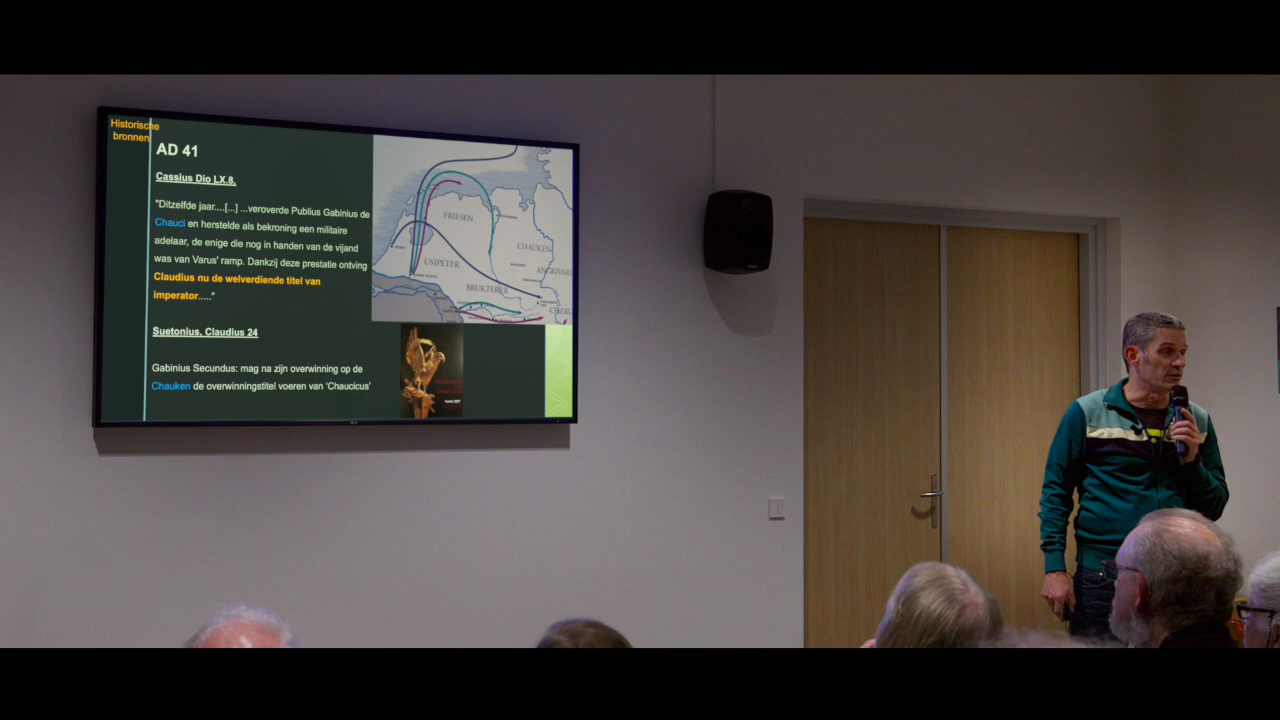 Historische
bronnen
AD 41
Cassius Dio LX.8,
"Ditzelfde jaar....[...] ...veroverde Publius Gabinius de
Chauci en herstelde als bekroning een militaire
adelaar, de enige die nog in handen van de vijand
was van Varus' ramp. Dankzij deze prestatie ontving
Claudius nu de welverdiende titel van
imperator....."
Suetonius, Claudius 24
Gabinius Secundus: mag na zijn overwinning op de
Chauken de overwinningstitel voeren van 'Chaucicus'
FRIESEN
CHAUKEN
USIPETER
ANGRIVARI
BRUKTERER
LG